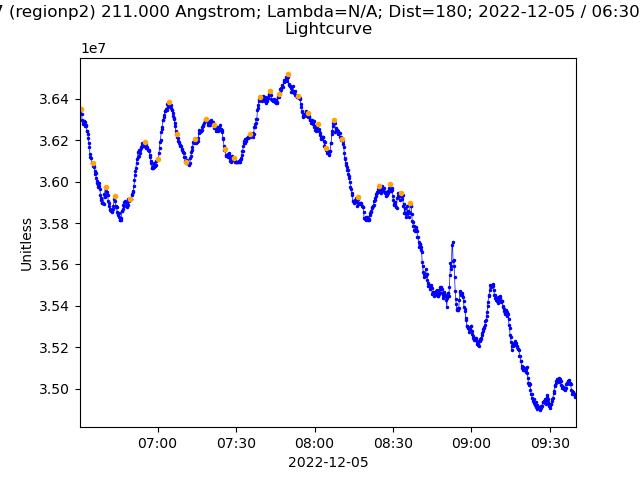 7 (regionp2) 211.000 Angstrom; Lambda=N/A; Dist=180; 2022-12-05 / 06:30
Lightcurve
1e7
3.64
3.62
3.60
3.58
3.56
3.54
3.52
3.50
Unitless
07:00 07:30 08:00 08:30 09:00 09:30
2022-12-05